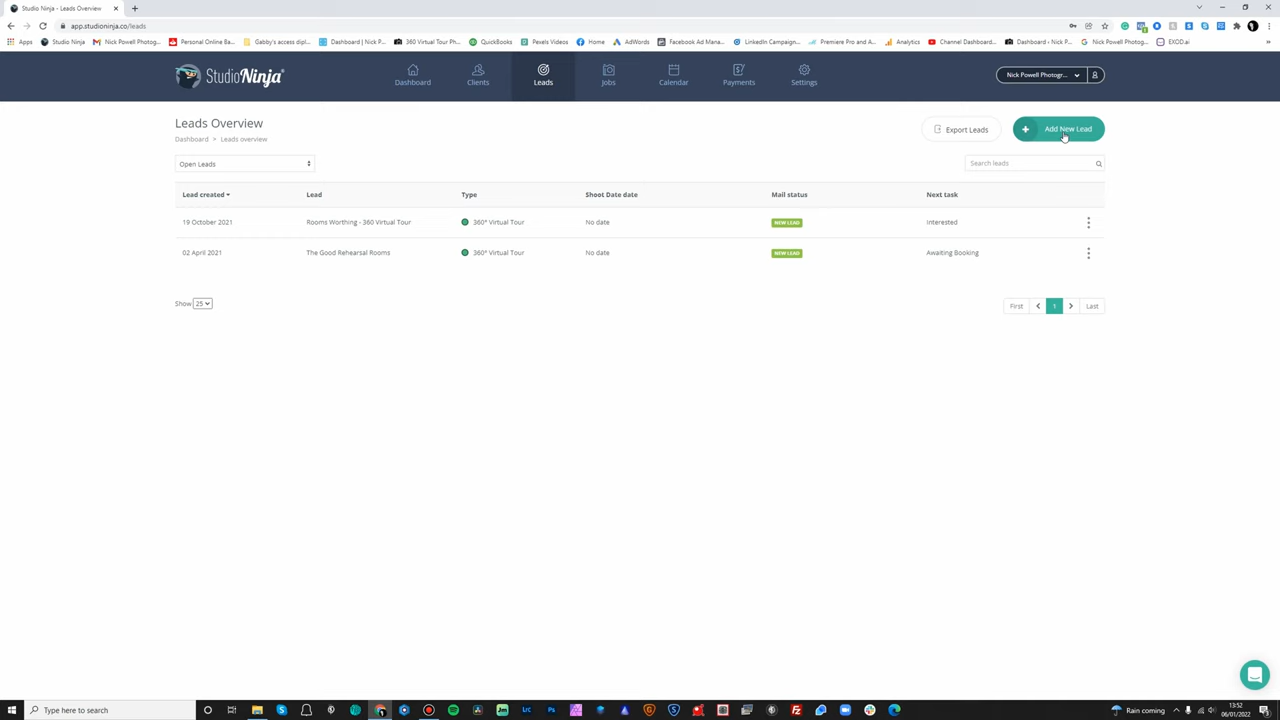 Studio Ninja - Leads Overview
app.studioninja.co/leads
Apps Studio Ninja Nick Powell Photog... Personal Online Ba... Gabby's access dipl... Dashboard | Nick P... 360 Virtual Tour Ph... QuickBooks Pexels Videos Home AdWords Facebook Ad Mana... LinkedIn Campaign... Premiere Pro and A... Analytics Channel Dashboard... Dashboard ‹ Nick P... Nick Powell Photog... EXOD.ai »
StudioNinja
Dashboard Clients Leads Jobs Calendar Payments Settings
Nick Powell Photogr...
Leads Overview
Dashboard > Leads overview
Export Leads
Add New Lead
Open Leads
Search leads
Lead created Lead Type Shoot Date date Mail status Next task
19 October 2021 Rooms Worthing - 360 Virtual Tour 360° Virtual Tour No date NEW LEAD Interested
02 April 2021 The Good Rehearsal Rooms 360° Virtual Tour No date NEW LEAD Awaiting Booking
Show 25
First 1 Last
Type here to search
Rain coming
13:52
06/01/2022